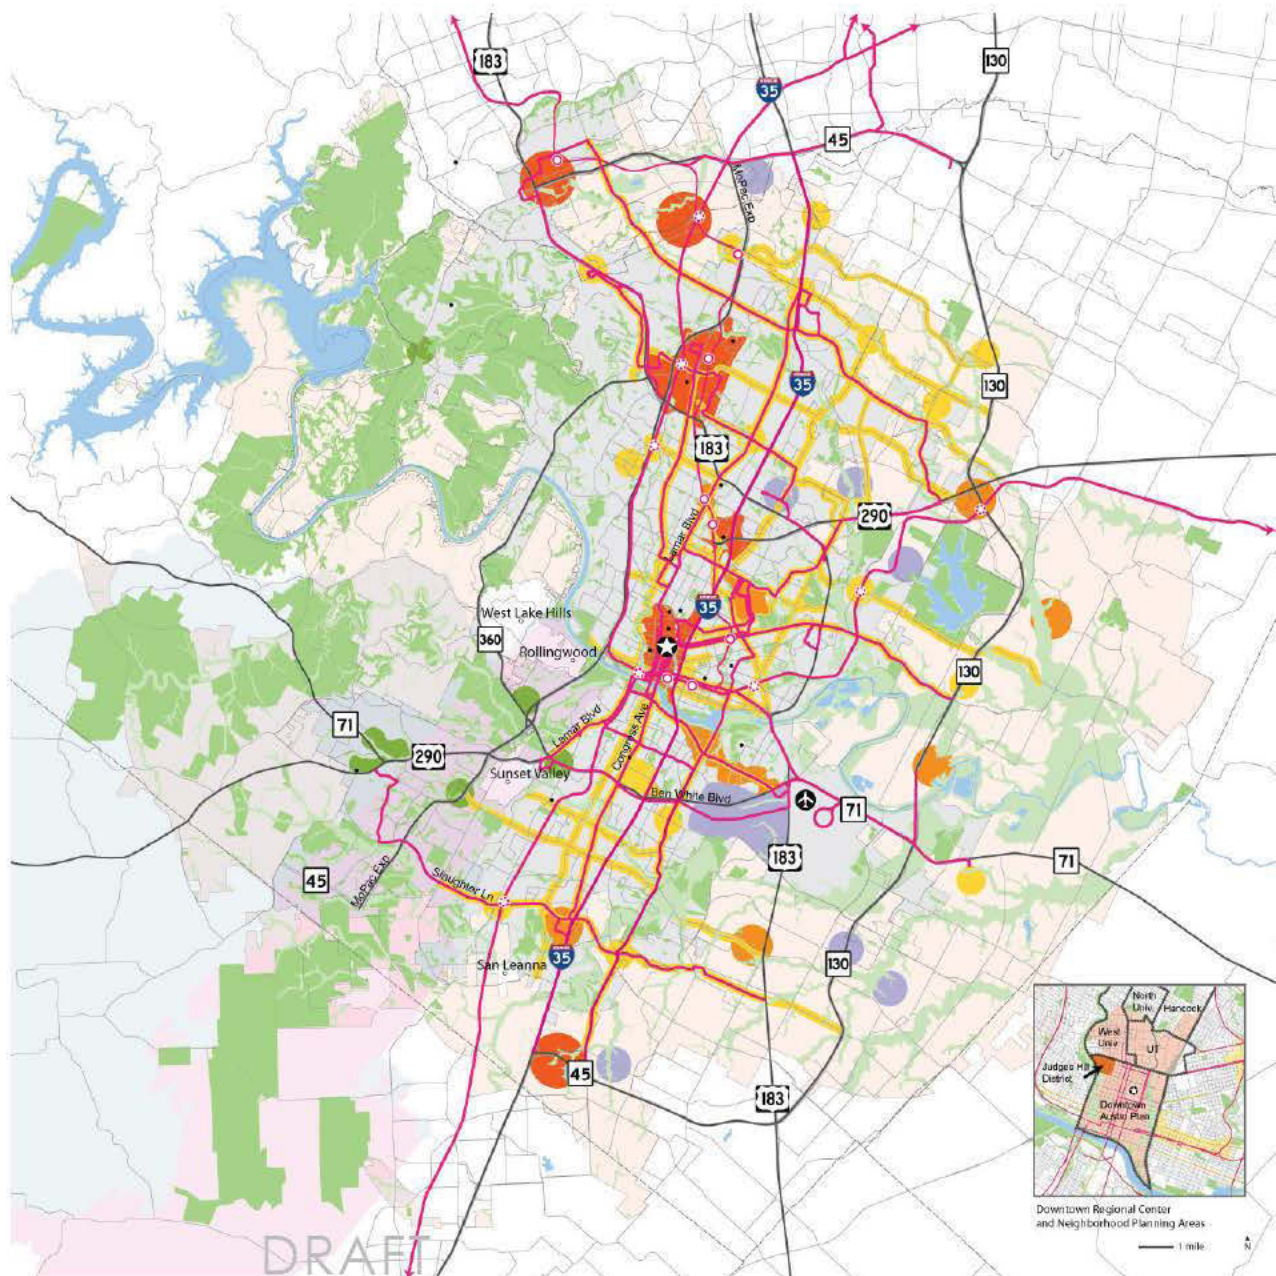 183
35
130
45
MoPac Exp
130
35
183
290
Lamar Blvd
35
West Lake Hills
360
Rollingwood
130
71
Lamar Blvd
Congress Ave
290
Sunset Valley
Ben White Blvd
71
183
71
45
MoPac Exp
Slaughter Ln
San Leanna
35
130
45
183
North
Univ.
Hancock
West
Univ
UT
Judges Hill
District
Downtown
Austin Plan
Downtown Regional Center
and Neighborhood Planning Areas
1 mile
N
DRAFT